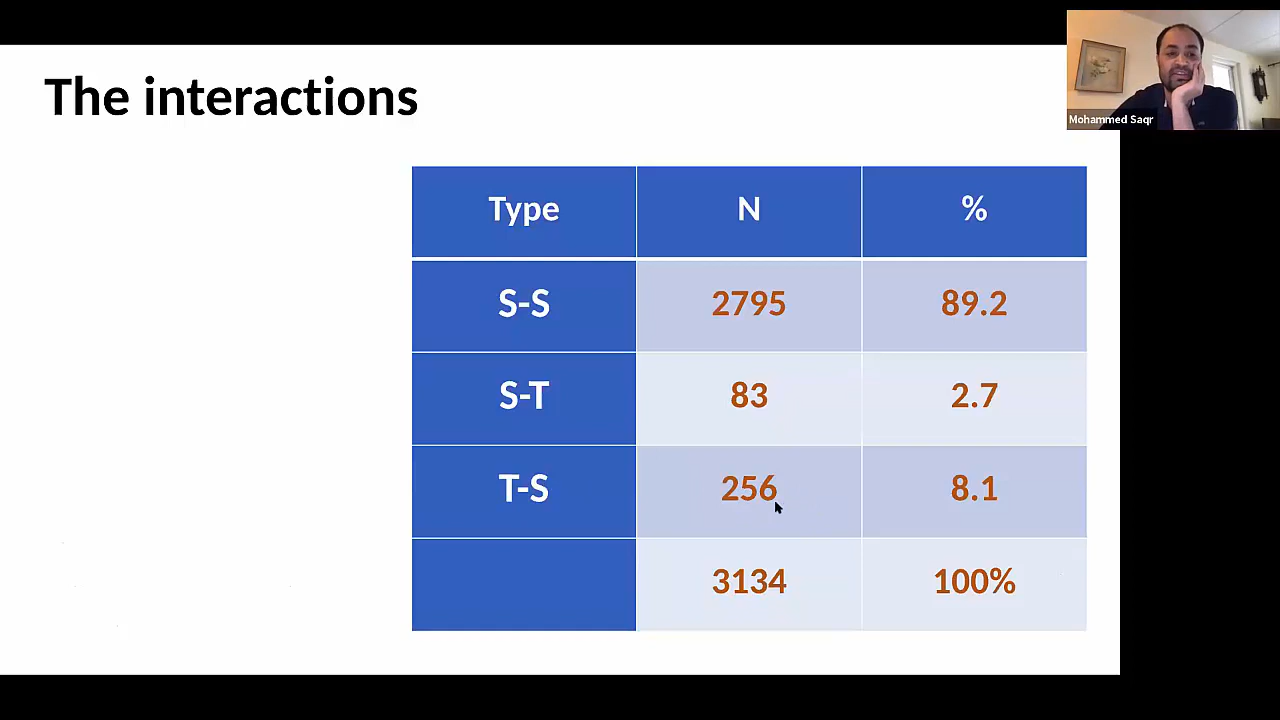 The interactions
Mohammed Saqr
Type N %
S-S 2795 89.2
S-T 83 2.7
T-S 256 8.1
3134 100%